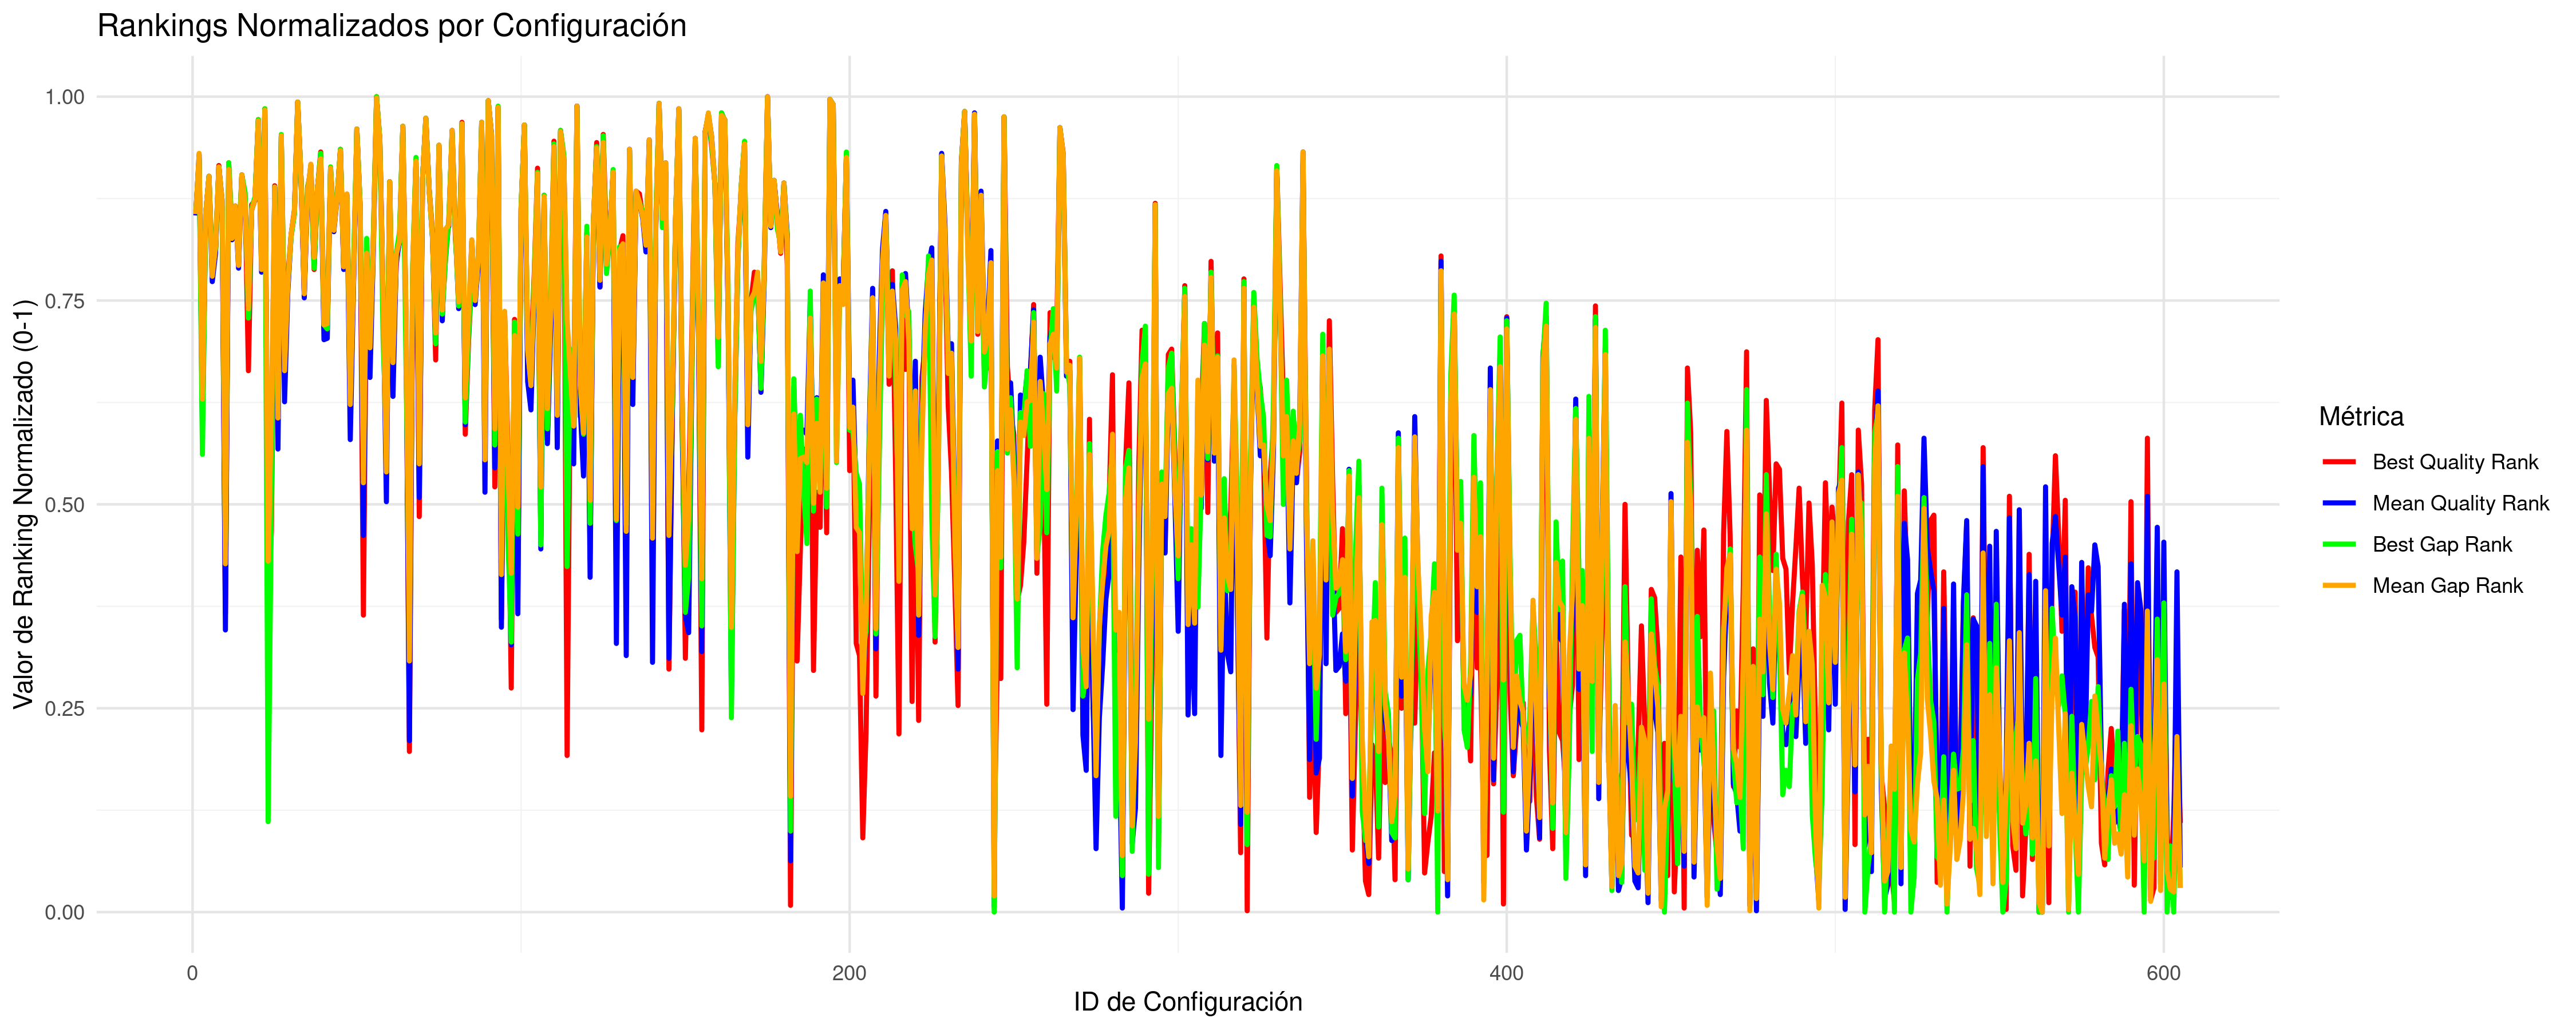 Rankings Normalizados por Configuración
Valor de Ranking Normalizado (0-1)
1.00
0.75
0.50
0.25
0.00
0
200
400
600
ID de Configuración
Métrica
Best Quality Rank
Mean Quality Rank
Best Gap Rank
Mean Gap Rank